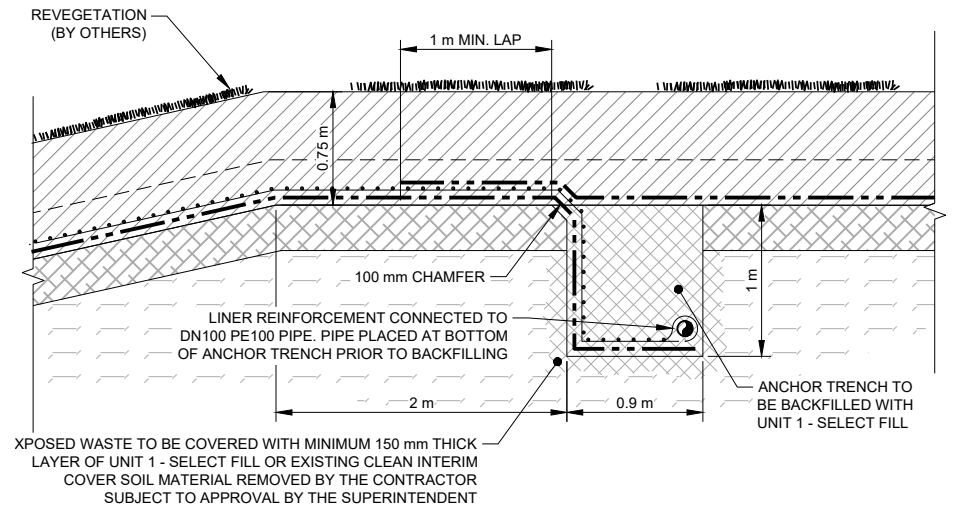 REVEGETATION
(BY OTHERS)
1 m MIN. LAP
0.75 m
100 mm CHAMFER
1 m
LINER REINFORCEMENT CONNECTED TO
DN100 PE100 PIPE. PIPE PLACED AT BOTTOM
OF ANCHOR TRENCH PRIOR TO BACKFILLING
ANCHOR TRENCH TO
BE BACKFILLED WITH
UNIT 1 - SELECT FILL
2 m
0.9 m
XPOSED WASTE TO BE COVERED WITH MINIMUM 150 mm THICK
LAYER OF UNIT 1 - SELECT FILL OR EXISTING CLEAN INTERIM
COVER SOIL MATERIAL REMOVED BY THE CONTRACTOR
SUBJECT TO APPROVAL BY THE SUPERINTENDENT